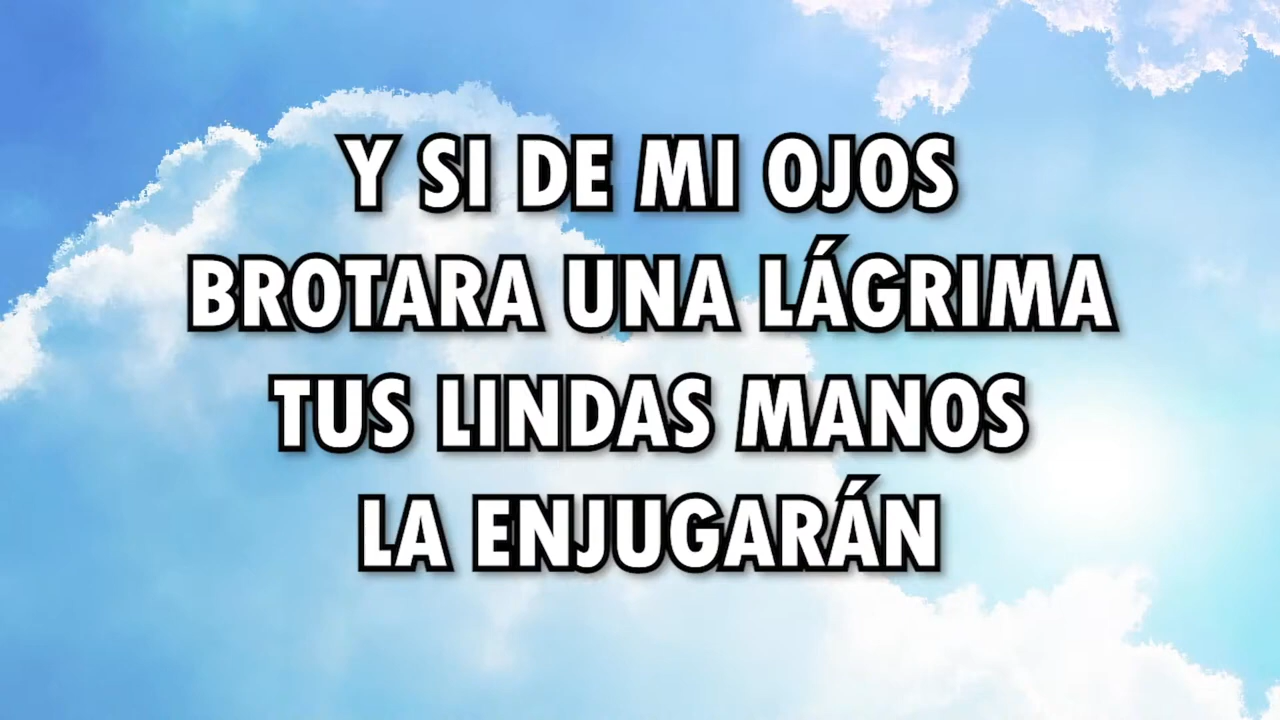 Y SI DE MI OJOS
BROTARA UNA LÁGRIMA
TUS LINDAS MANOS
LA ENJUGARÁN